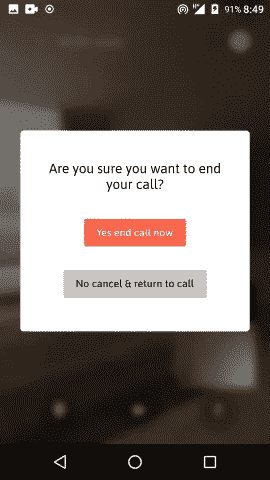 91% 8:49
Are you sure you want to end
your call?
Yes end call now
No cancel & return to call